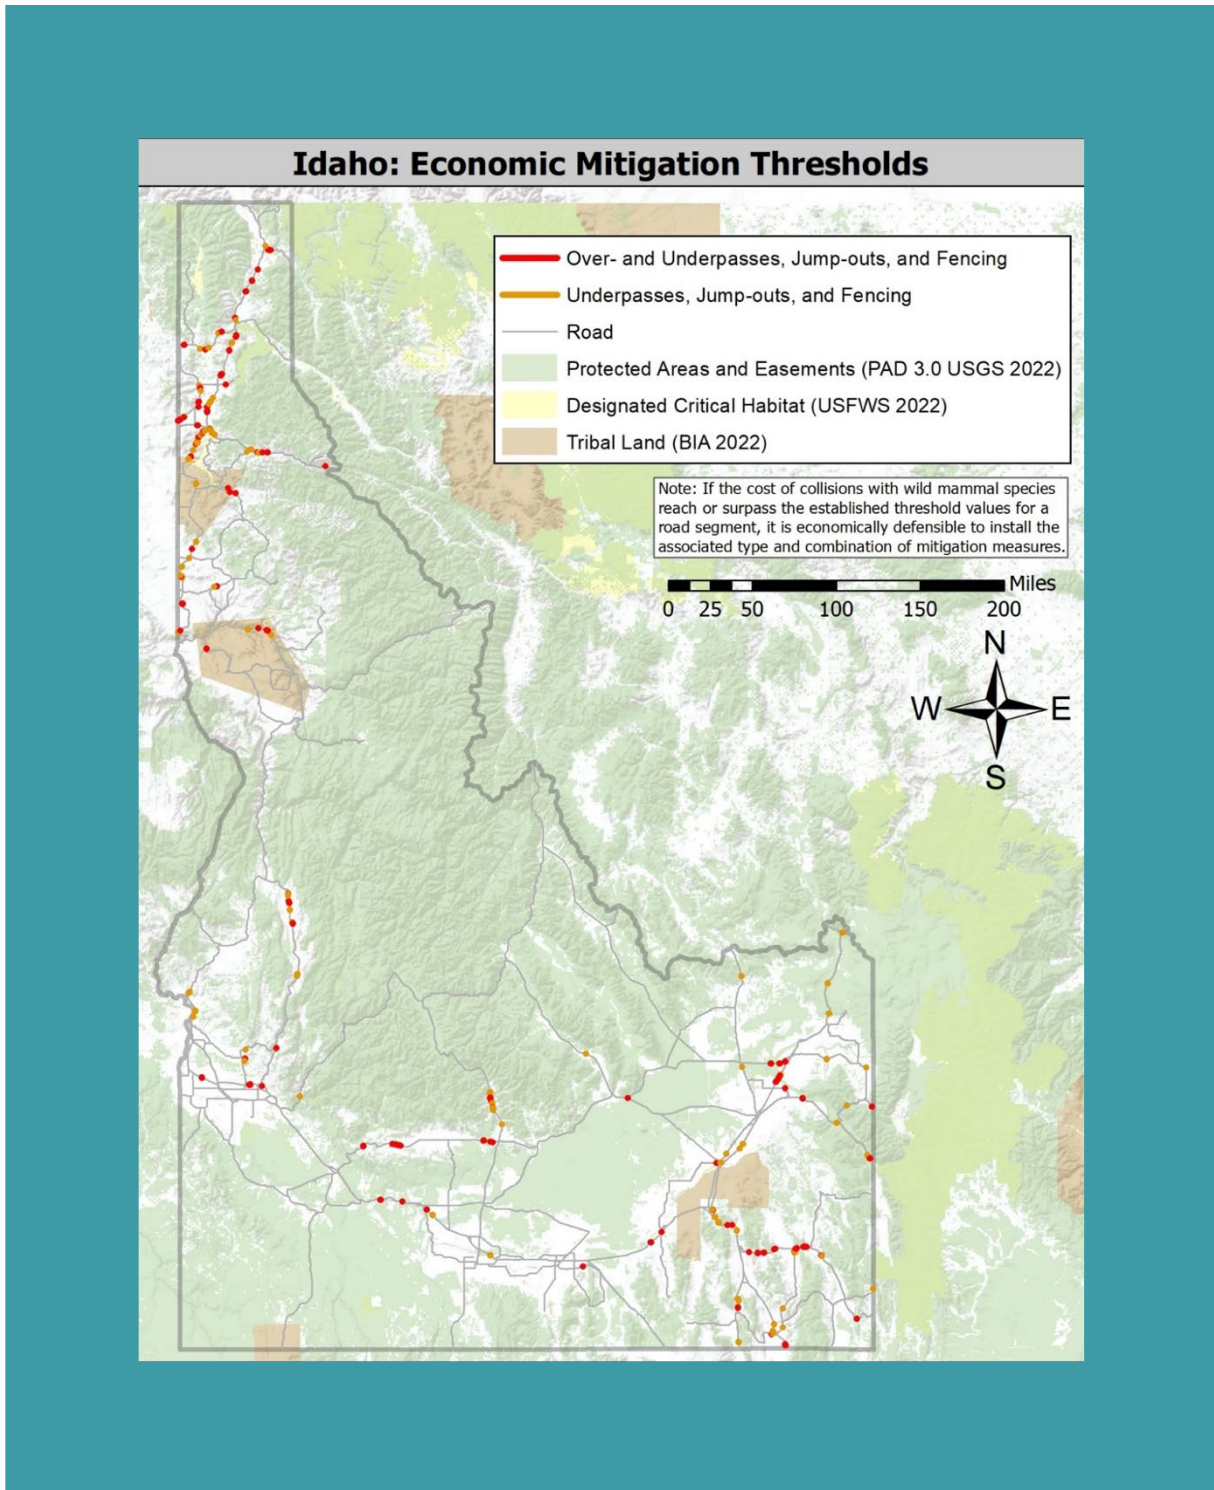 Idaho: Economic Mitigation Thresholds
Over- and Underpasses, Jump-outs, and Fencing
Underpasses, Jump-outs, and Fencing
Road
Protected Areas and Easements (PAD 3.0 USGS 2022)
Designated Critical Habitat (USFWS 2022)
Tribal Land (BIA 2022)
Note: If the cost of collisions with wild mammal species
reach or surpass the established threshold values for a
road segment, it is economically defensible to install the
associated type and combination of mitigation measures.
Miles
0 25 50 100 150 200
N
W E
S